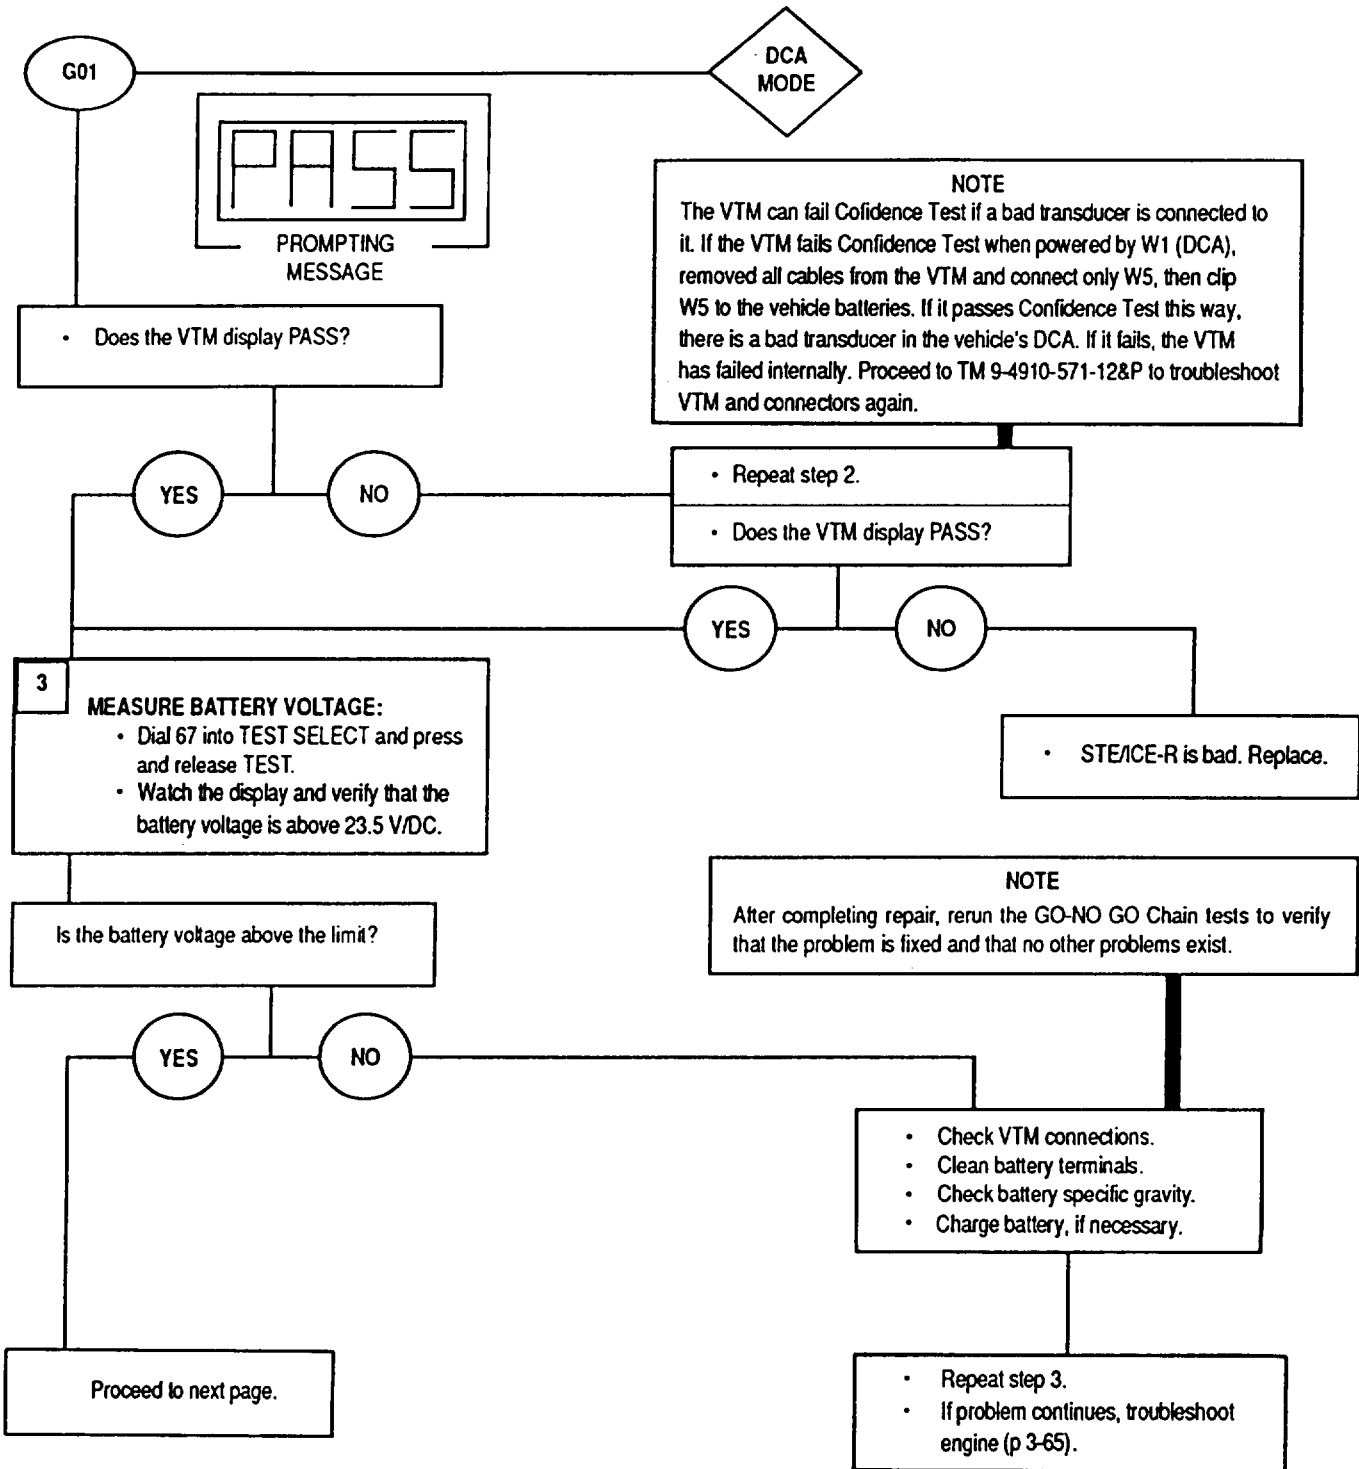 G01
DCA
MODE
PASS
PROMPTING
MESSAGE
NOTE
The VTM can fail Cofidence Test if a bad transducer is connected to
it. If the VTM fails Confidence Test when powered by W1 (DCA),
removed all cables from the VTM and connect only W5, then clip
W5 to the vehicle batteries. If it passes Confidence Test this way,
there is a bad transducer in the vehicle's DCA. If it fails, the VTM
has failed internally. Proceed to TM 9-4910-571-12&P to troubleshoot
VTM and connectors again.
• Does the VTM display PASS?
YES
NO
• Repeat step 2.
• Does the VTM display PASS?
YES
NO
3
MEASURE BATTERY VOLTAGE:
• Dial 67 into TEST SELECT and press
and release TEST.
• Watch the display and verify that the
battery voltage is above 23.5 V/DC.
• STE/ICE-R is bad. Replace.
NOTE
After completing repair, rerun the GO-NO GO Chain tests to verify
that the problem is fixed and that no other problems exist.
Is the battery voltage above the limit?
YES
NO
• Check VTM connections.
• Clean battery terminals.
• Check battery specific gravity.
• Charge battery, if necessary.
Proceed to next page.
• Repeat step 3.
• If problem continues, troubleshoot
engine (p 3-65).